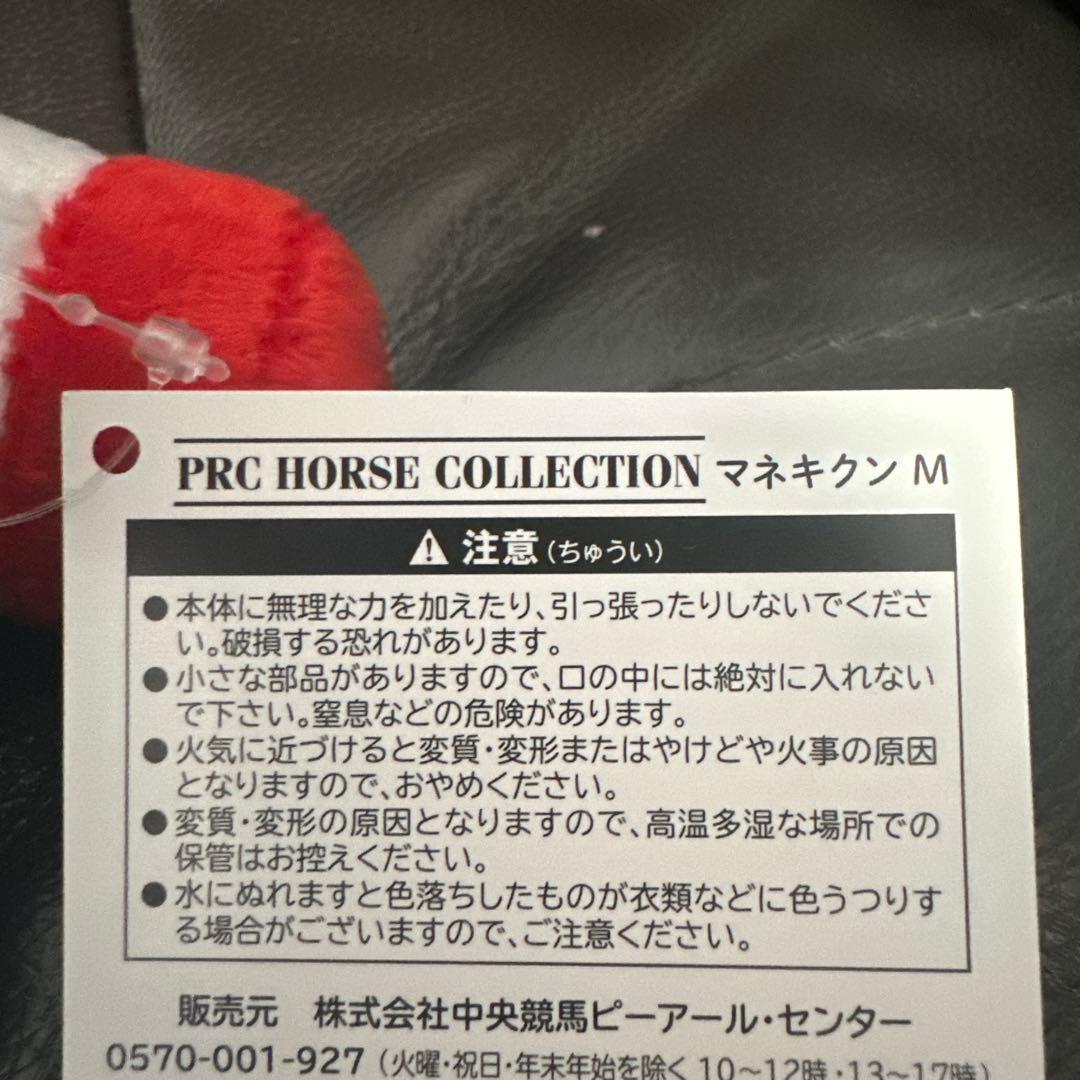 PRC HORSE COLLECTION マネキクン M
⚠ 注意(ちゅうい)
●本体に無理な力を加えたり、引っ張ったりしないでくださ
い。破損する恐れがあります。
●小さな部品がありますので、口の中には絶対に入れない
で下さい。窒息などの危険があります。
●火気に近づけると変質・変形またはやけどや火事の原因
となりますので、おやめください。
●変質・変形の原因となりますので、高温多湿な場所での
保管はお控えください。
●水にぬれますと色落ちしたものが衣類などに色うつりす
る場合がございますので、ご注意ください。
販売元 株式会社中央競馬ピーアール・センター
0570-001-927(火曜・祝日・年末年始を除く 10〜12時・13〜17時)